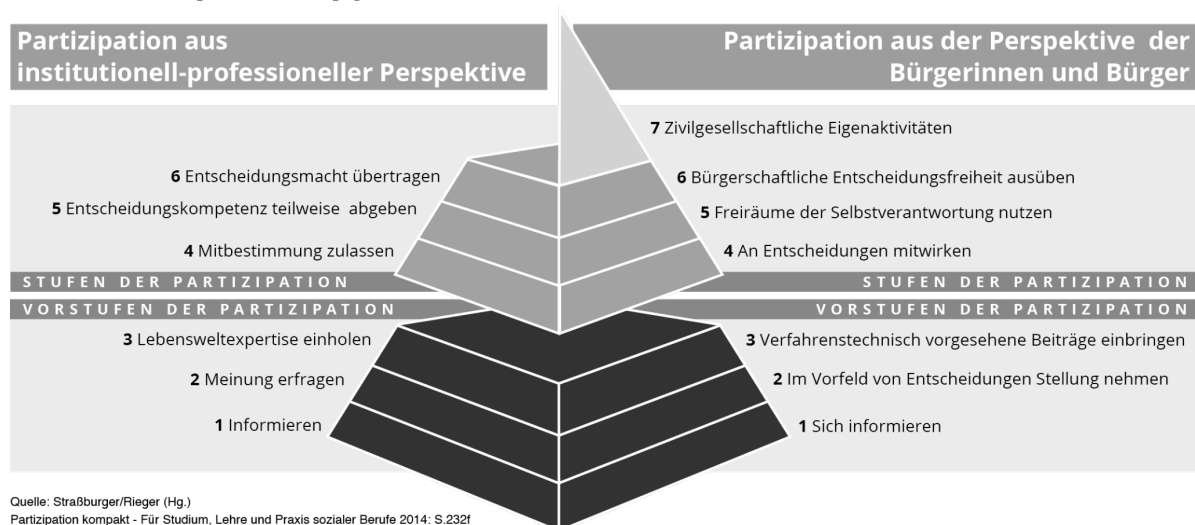 Partizipation aus
institutionell-professioneller Perspektive
Partizipation aus der Perspektive der
Bürgerinnen und Bürger
7 Zivilgesellschaftliche Eigenaktivitäten
6 Entscheidungsmacht übertragen
6 Bürgerschaftliche Entscheidungsfreiheit ausüben
5 Entscheidungskompetenz teilweise abgeben
5 Freiräume der Selbstverantwortung nutzen
4 Mitbestimmung zulassen
4 An Entscheidungen mitwirken
STUFEN DER PARTIZIPATION
STUFEN DER PARTIZIPATION
VORSTUFEN DER PARTIZIPATION
VORSTUFEN DER PARTIZIPATION
3 Lebensweltexpertise einholen
3 Verfahrenstechnisch vorgesehene Beiträge einbringen
2 Meinung erfragen
2 Im Vorfeld von Entscheidungen Stellung nehmen
1 Informieren
1 Sich informieren
Quelle: Straßburger/Rieger (Hg.)
Partizipation kompakt - Für Studium, Lehre und Praxis sozialer Berufe 2014: S.232f